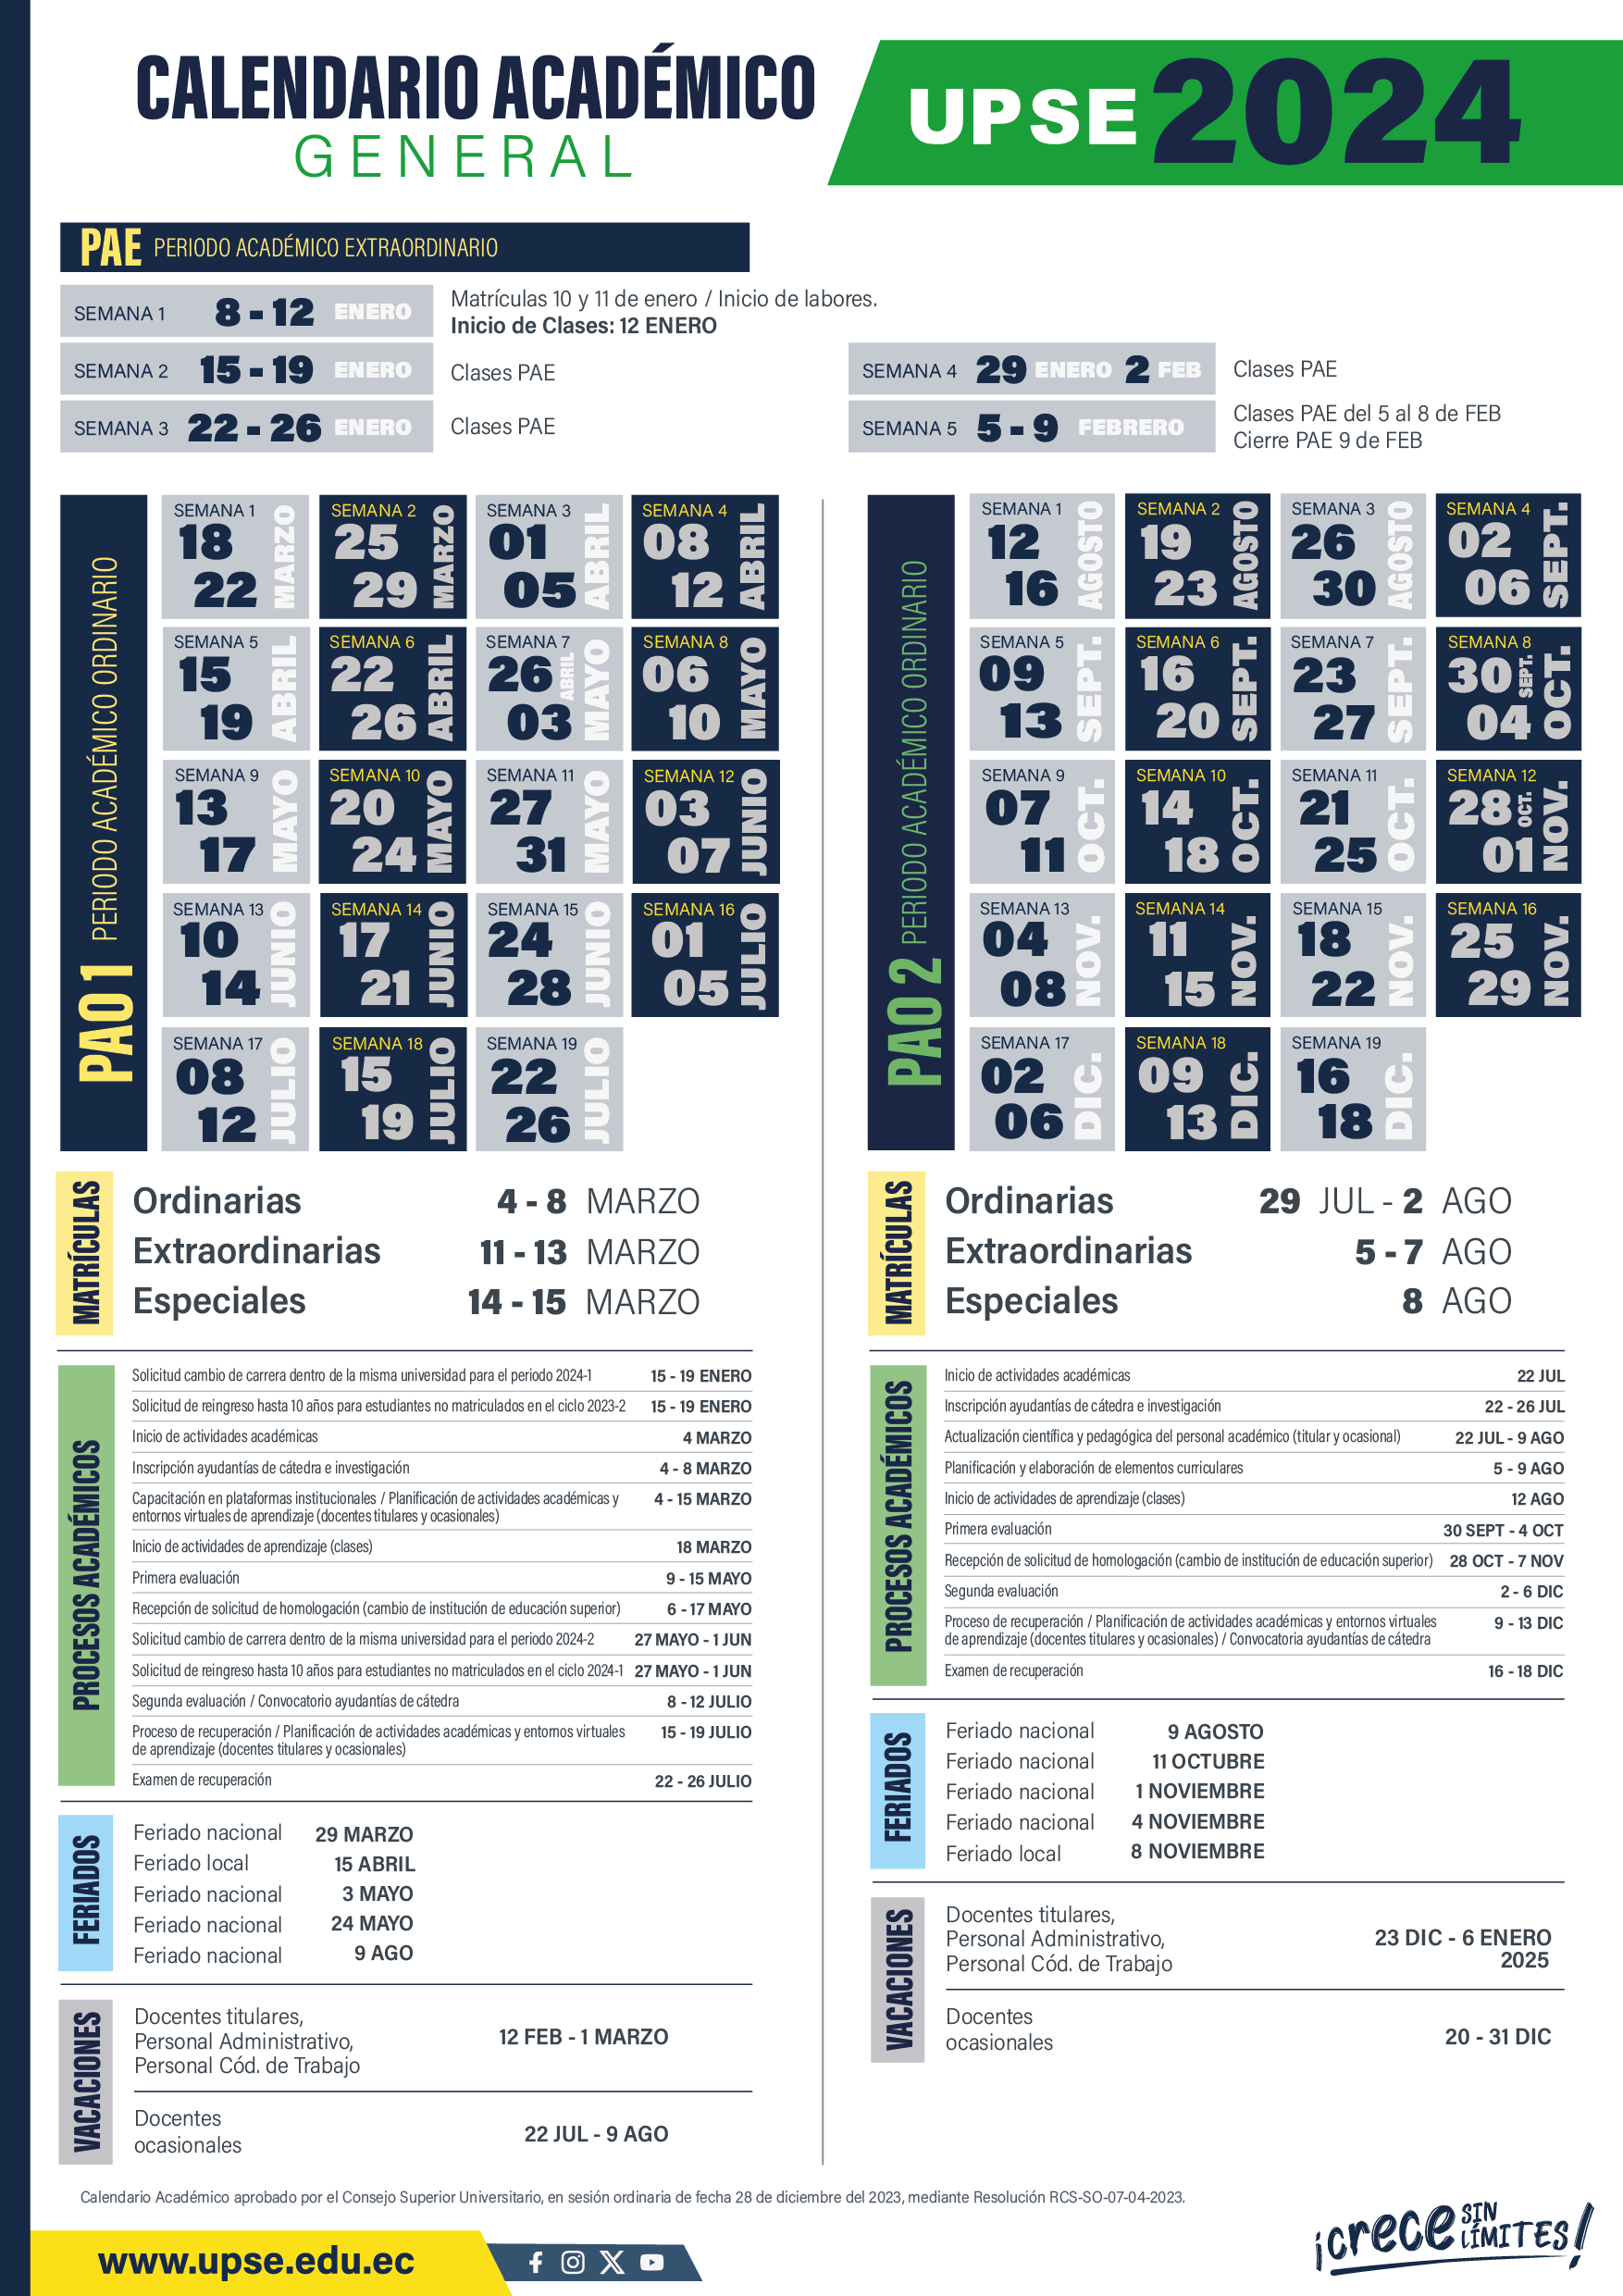 CALENDARIO ACADÉMICO
GENERAL
UPSE 2024
PAE PERIODO ACADÉMICO EXTRAORDINARIO
SEMANA 1 8 - 12 ENERO
Matrículas 10 y 11 de enero / Inicio de labores.
Inicio de Clases: 12 ENERO
SEMANA 2 15 - 19 ENERO
Clases PAE
SEMANA 3 22 - 26 ENERO
Clases PAE
SEMANA 4 29 ENERO 2 FEB
Clases PAE
SEMANA 5 5 - 9 FEBRERO
Clases PAE del 5 al 8 de FEB
Cierre PAE 9 de FEB
PAO 1 PERIODO ACADÉMICO ORDINARIO
SEMANA 1
18
22
MARZO
SEMANA 2
25
29
MARZO
SEMANA 3
01
05
ABRIL
SEMANA 4
08
12
ABRIL
SEMANA 5
15
19
ABRIL
SEMANA 6
22
26
ABRIL
SEMANA 7
26
ABRIL
03
MAYO
SEMANA 8
06
10
MAYO
SEMANA 9
13
17
MAYO
SEMANA 10
20
24
MAYO
SEMANA 11
27
31
MAYO
SEMANA 12
03
07
JUNIO
SEMANA 13
10
14
JUNIO
SEMANA 14
17
21
JUNIO
SEMANA 15
24
28
JUNIO
SEMANA 16
01
05
JULIO
SEMANA 17
08
12
JULIO
SEMANA 18
15
19
JULIO
SEMANA 19
22
26
JULIO
MATRÍCULAS
Ordinarias 4 - 8 MARZO
Extraordinarias 11 - 13 MARZO
Especiales 14 - 15 MARZO
PROCESOS ACADÉMICOS
Solicitud cambio de carrera dentro de la misma universidad para el periodo 2024-1 15 - 19 ENERO
Solicitud de reingreso hasta 10 años para estudiantes no matriculados en el ciclo 2023-2 15 - 19 ENERO
Inicio de actividades académicas 4 MARZO
Inscripción ayudantías de cátedra e investigación 4 - 8 MARZO
Capacitación en plataformas institucionales / Planificación de actividades académicas y 4 - 15 MARZO
entornos virtuales de aprendizaje (docentes titulares y ocasionales)
Inicio de actividades de aprendizaje (clases) 18 MARZO
Primera evaluación 9 - 15 MAYO
Recepción de solicitud de homologación (cambio de institución de educación superior) 6 - 17 MAYO
Solicitud cambio de carrera dentro de la misma universidad para el periodo 2024-2 27 MAYO - 1 JUN
Solicitud de reingreso hasta 10 años para estudiantes no matriculados en el ciclo 2024-1 27 MAYO - 1 JUN
Segunda evaluación / Convocatorio ayudantías de cátedra 8 - 12 JULIO
Proceso de recuperación / Planificación de actividades académicas y entornos virtuales 15 - 19 JULIO
de aprendizaje (docentes titulares y ocasionales)
Examen de recuperación 22 - 26 JULIO
FERIADOS
Feriado nacional 29 MARZO
Feriado local 15 ABRIL
Feriado nacional 3 MAYO
Feriado nacional 24 MAYO
Feriado nacional 9 AGO
VACACIONES
Docentes titulares,
Personal Administrativo, 12 FEB - 1 MARZO
Personal Cód. de Trabajo
Docentes
ocasionales 22 JUL - 9 AGO
PAO 2 PERIODO ACADÉMICO ORDINARIO
SEMANA 1
12
16
AGOSTO
SEMANA 2
19
23
AGOSTO
SEMANA 3
26
30
AGOSTO
SEMANA 4
02
06
SEPT.
SEMANA 5
09
13
SEPT.
SEMANA 6
16
20
SEPT.
SEMANA 7
23
27
SEPT.
SEMANA 8
30
SEPT.
04
OCT.
SEMANA 9
07
11
OCT.
SEMANA 10
14
18
OCT.
SEMANA 11
21
25
OCT.
SEMANA 12
28
OCT.
01
NOV.
SEMANA 13
04
08
NOV.
SEMANA 14
11
15
NOV.
SEMANA 15
18
22
NOV.
SEMANA 16
25
29
NOV.
SEMANA 17
02
06
DIC.
SEMANA 18
09
13
DIC.
SEMANA 19
16
18
DIC.
MATRÍCULAS
Ordinarias 29 JUL - 2 AGO
Extraordinarias 5 - 7 AGO
Especiales 8 AGO
PROCESOS ACADÉMICOS
Inicio de actividades académicas 22 JUL
Inscripción ayudantías de cátedra e investigación 22 - 26 JUL
Actualización científica y pedagógica del personal académico (titular y ocasional) 22 JUL - 9 AGO
Planificación y elaboración de elementos curriculares 5 - 9 AGO
Inicio de actividades de aprendizaje (clases) 12 AGO
Primera evaluación 30 SEPT - 4 OCT
Recepción de solicitud de homologación (cambio de institución de educación superior) 28 OCT - 7 NOV
Segunda evaluación 2 - 6 DIC
Proceso de recuperación / Planificación de actividades académicas y entornos virtuales 9 - 13 DIC
de aprendizaje (docentes titulares y ocasionales) / Convocatoria ayudantías de cátedra
Examen de recuperación 16 - 18 DIC
FERIADOS
Feriado nacional 9 AGOSTO
Feriado nacional 11 OCTUBRE
Feriado nacional 1 NOVIEMBRE
Feriado nacional 4 NOVIEMBRE
Feriado local 8 NOVIEMBRE
VACACIONES
Docentes titulares,
Personal Administrativo, 23 DIC - 6 ENERO
Personal Cód. de Trabajo 2025
Docentes
ocasionales 20 - 31 DIC
Calendario Académico aprobado por el Consejo Superior Universitario, en sesión ordinaria de fecha 28 de diciembre del 2023, mediante Resolución RCS-SO-07-04-2023.
www.upse.edu.ec
¡crece SIN LÍMITES!